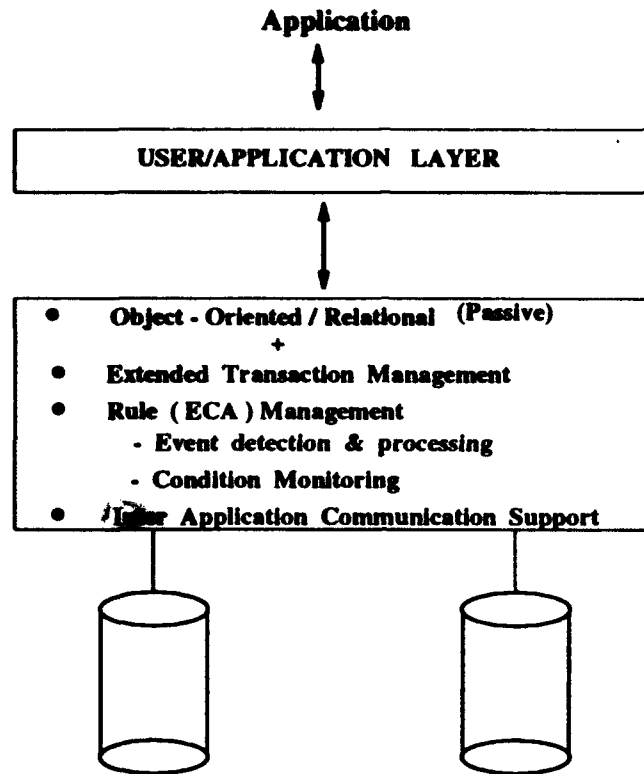 Application
USER/APPLICATION LAYER
• Object - Oriented / Relational (Passive)
+
• Extended Transaction Management
• Rule ( ECA ) Management
- Event detection & processing
- Condition Monitoring
• Application Communication Support